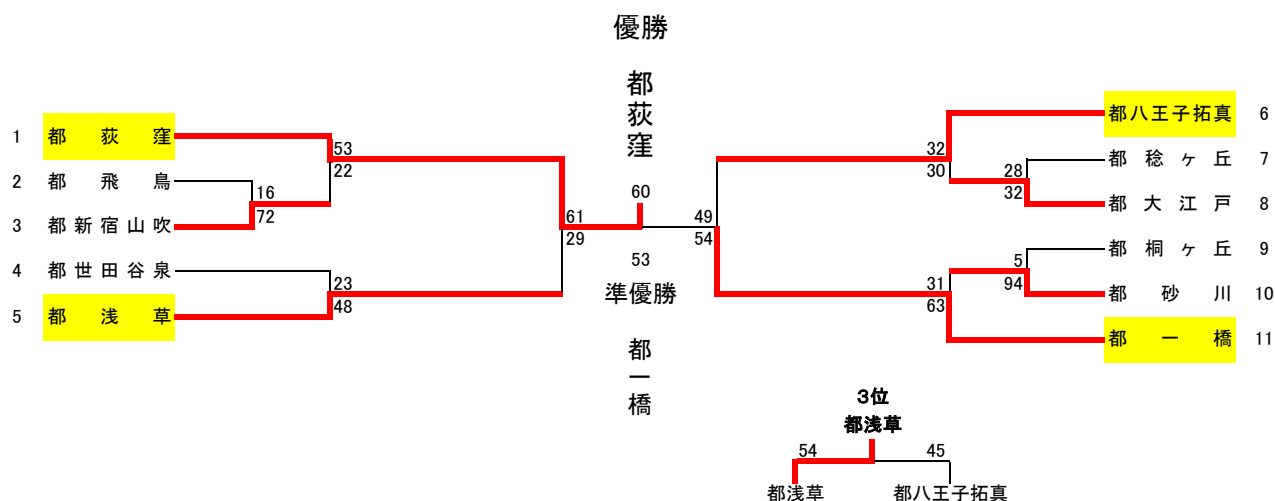 優勝
都荻窪
60
53
準優勝
都一橋
1 都荻窪
2 都飛鳥
3 都新宿山吹
4 都世田谷泉
5 都浅草
53
22
16
72
23
48
61
29
都八王子拓真 6
都稔ヶ丘 7
都大江戸 8
都桐ヶ丘 9
都砂川 10
都一橋 11
32
30
28
32
5
94
31
63
49
54
3位
都浅草
54 45
都浅草 都八王子拓真